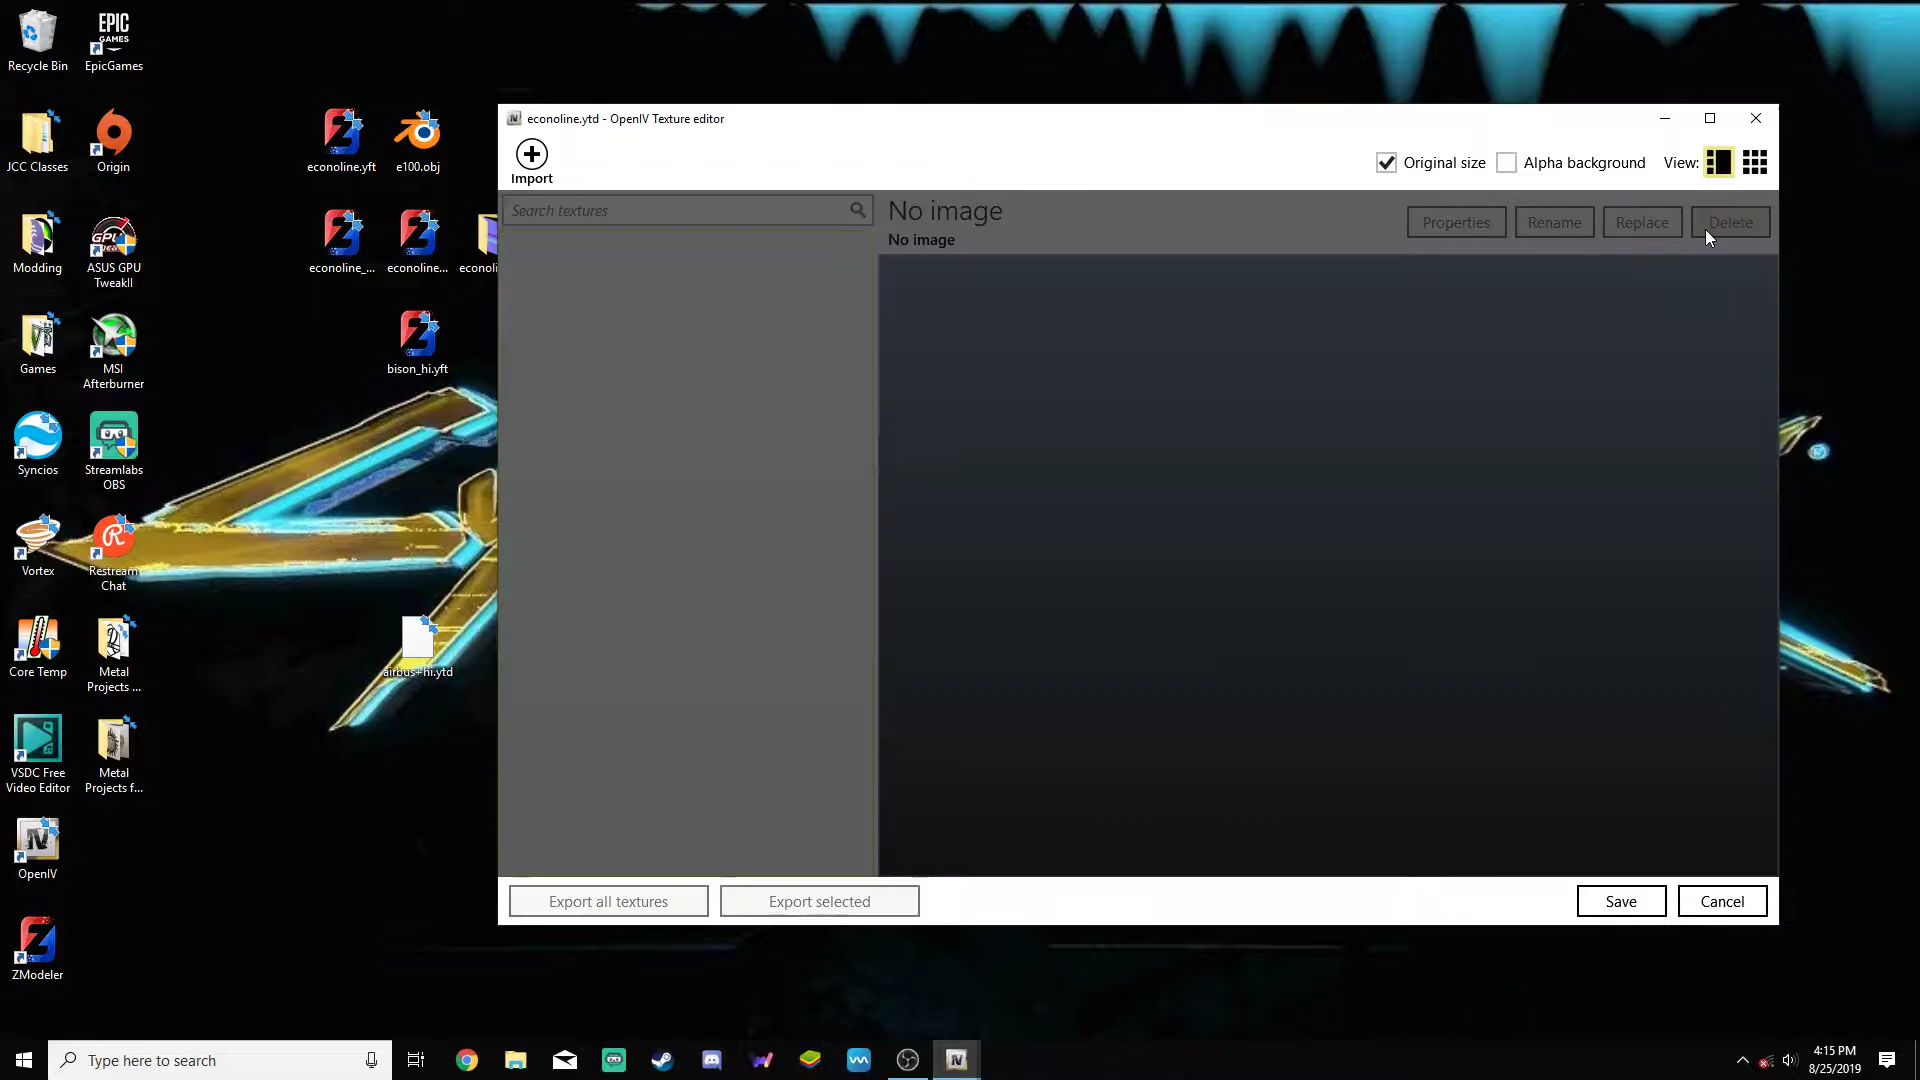 Recycle Bin
EPIC
GAMES
EpicGames
JCC Classes
Origin
econoline.yft
e100.obj
Modding
GPU
ASUS GPU
TweakII
econoline_...
econoline...
econoli
Games
MSI
Afterburner
bison_hi.yft
Syncios
Streamlabs
OBS
Vortex
Restream
Chat
Core Temp
Metal
Projects ...
airbus+hi.ytd
VSDC Free
Video Editor
Metal
Projects f...
OpenIV
ZModeler
econoline.ytd - OpenIV Texture editor
Import
Original size
Alpha background
View:
Search textures
No image
No image
Properties
Rename
Replace
Delete
Export all textures
Export selected
Save
Cancel
Type here to search
4:15 PM
8/25/2019